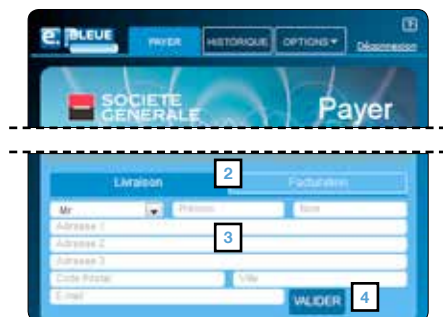 e. BLEUE PAYER HISTORIQUE OPTIONS ?
Déconnexion
SOCIETE
GENERALE
Payer
Livraison 2 Facturation
Mr Prénom Nom
Adresse 1
Adresse 2 3
Adresse 3
Code Postal Ville
E-mail VALIDER 4